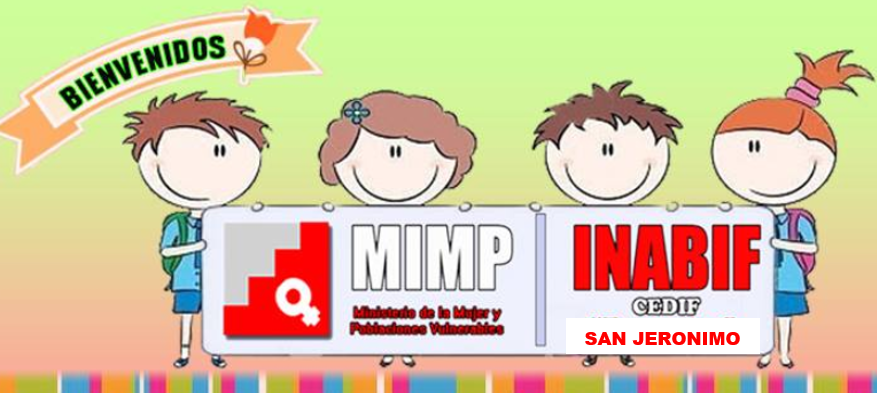 BIENVENIDOS
MIMP
Ministerio de la Mujer y
Poblaciones Vulnerables
INABIF
CEDIF
SAN JERONIMO